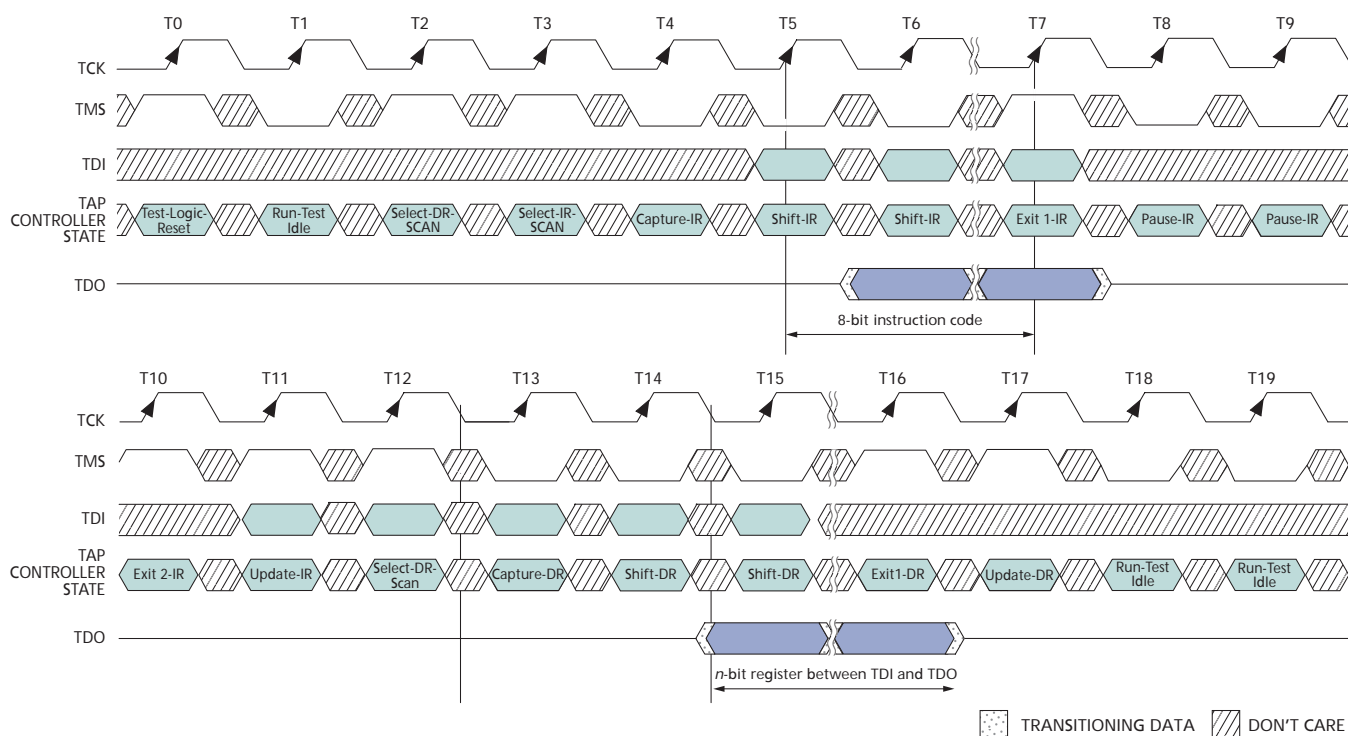 T0 T1 T2 T3 T4 T5 T6 T7 T8 T9
TCK
TMS
TDI
TAP
CONTROLLER
STATE
Test-Logic-
Reset
Run-Test
Idle
Select-DR-
SCAN
Select-IR-
SCAN
Capture-IR
Shift-IR
Shift-IR
Exit 1-IR
Pause-IR
Pause-IR
TDO
8-bit instruction code
T10 T11 T12 T13 T14 T15 T16 T17 T18 T19
TCK
TMS
TDI
TAP
CONTROLLER
STATE
Exit 2-IR
Update-IR
Select-DR-
Scan
Capture-DR
Shift-DR
Shift-DR
Exit1-DR
Update-DR
Run-Test
Idle
Run-Test
Idle
TDO
n-bit register between TDI and TDO
TRANSITIONING DATA
DON'T CARE